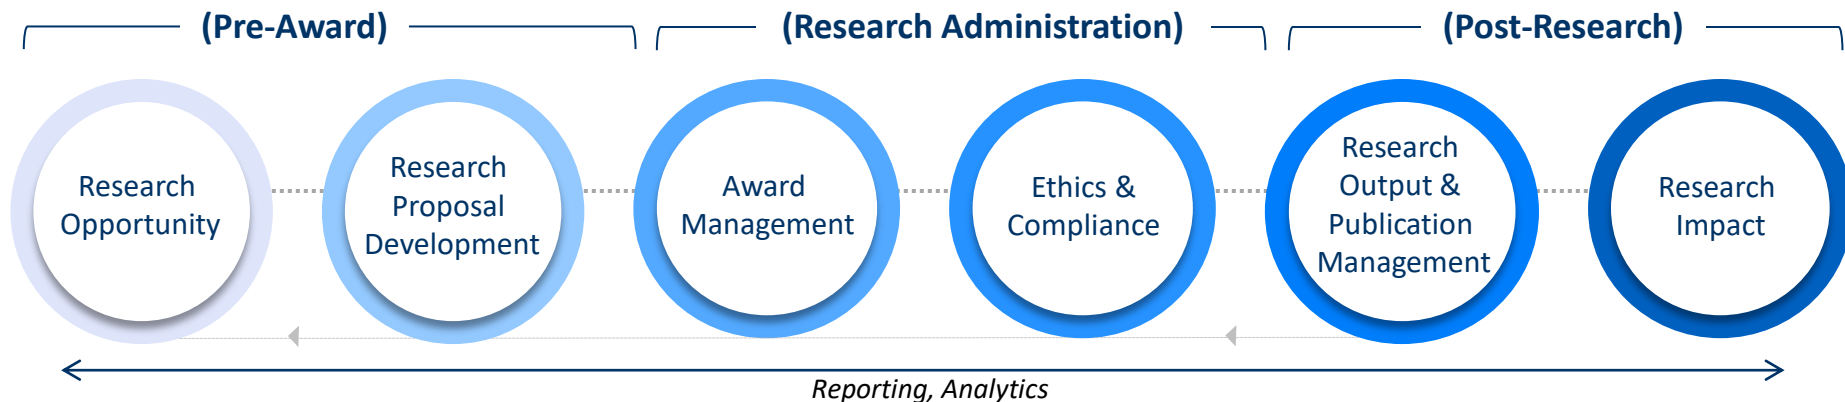 (Pre-Award)
(Research Administration)
(Post-Research)
Research
Opportunity
Research
Proposal
Development
Award
Management
Ethics &
Compliance
Research
Output &
Publication
Management
Research
Impact
Reporting, Analytics